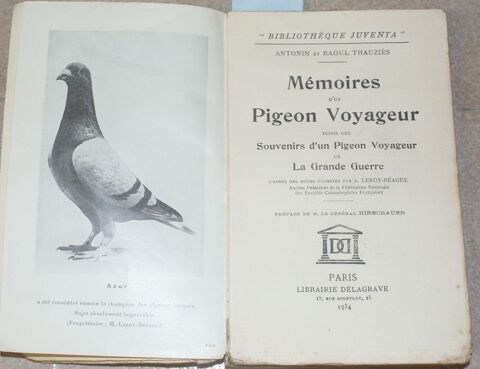 Azur
a été considéré comme le champion des pigeons français.
Sujet absolument impeccable.
(Propriétaire : M. Leroy-Béague.)
" BIBLIOTHÈQUE JUVENTA "
ANTONIN ET RAOUL THAUZIÈS
Mémoires
D'UN
Pigeon Voyageur
SUIVIS DES
Souvenirs d'un Pigeon Voyageur
DE
La Grande Guerre
D'APRÈS DES NOTES FOURNIES PAR G. LEROY-BÉAGUE
Ancien Président de la Fédération Nationale
des Sociétés Colombophiles Françaises
PRÉFACE DE M. LE GÉNÉRAL HIRSCHAUER
PARIS
LIBRAIRIE DELAGRAVE
15, RUE SOUFFLOT, 15
1934